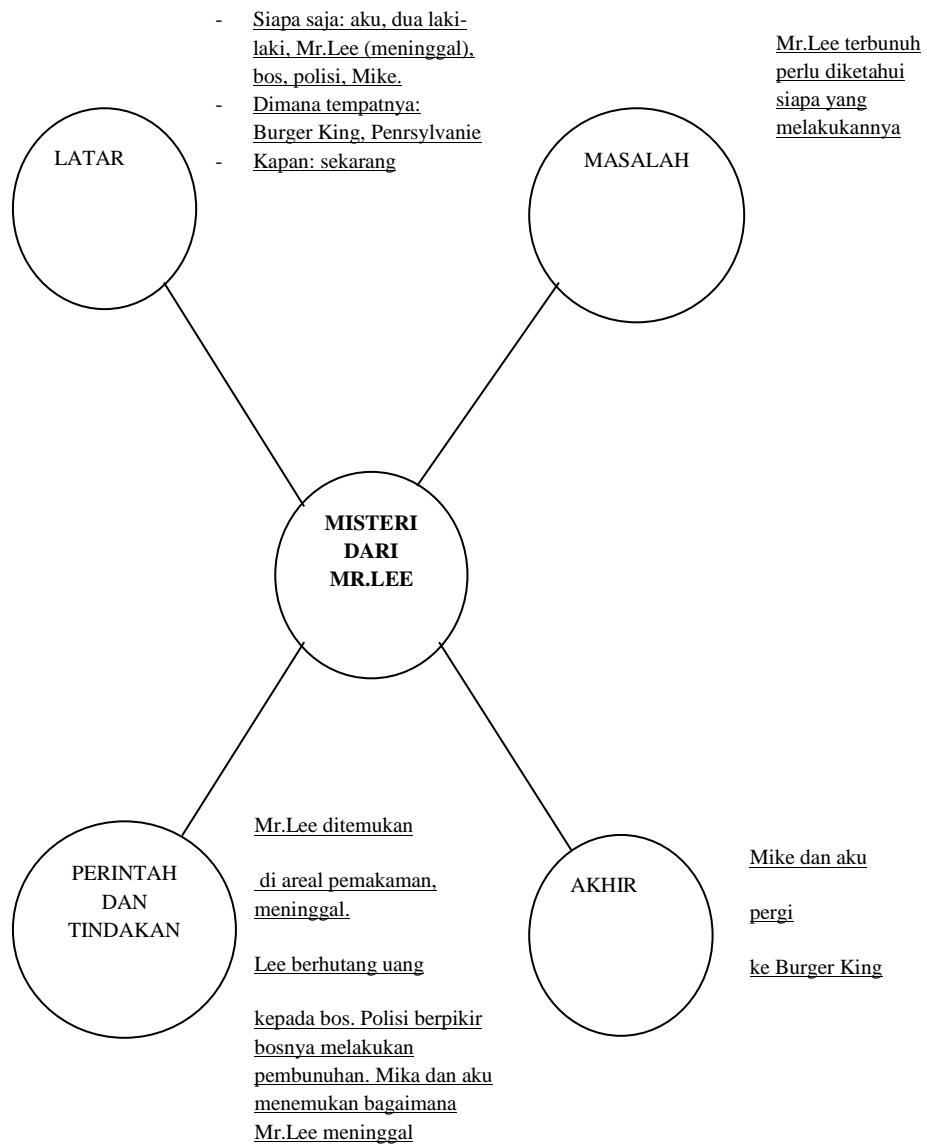 - Siapa saja: aku, dua laki-
laki, Mr.Lee (meninggal),
bos, polisi, Mike.
- Dimana tempatnya:
Burger King, Penrsylvanie
- Kapan: sekarang
LATAR
Mr.Lee terbunuh
perlu diketahui
siapa yang
melakukannya
MASALAH
MISTERI
DARI
MR.LEE
PERINTAH
DAN
TINDAKAN
Mr.Lee ditemukan
di areal pemakaman,
meninggal.
Lee berhutang uang
kepada bos. Polisi berpikir
bosnya melakukan
pembunuhan. Mika dan aku
menemukan bagaimana
Mr.Lee meninggal
AKHIR
Mike dan aku
pergi
ke Burger King